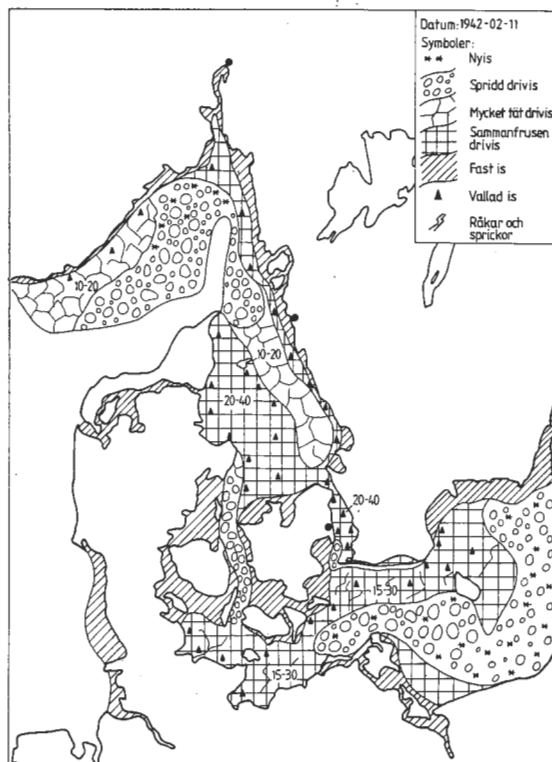 Datum: 1942-02-11
Symboler:
Nyis
Spridd drivis
Mycket tät drivis
Sammanfrusen
drivis
Fast is
Vallad is
Råkar och
sprickor
10-20
10-20
20-40
20-40
15-30
15-30